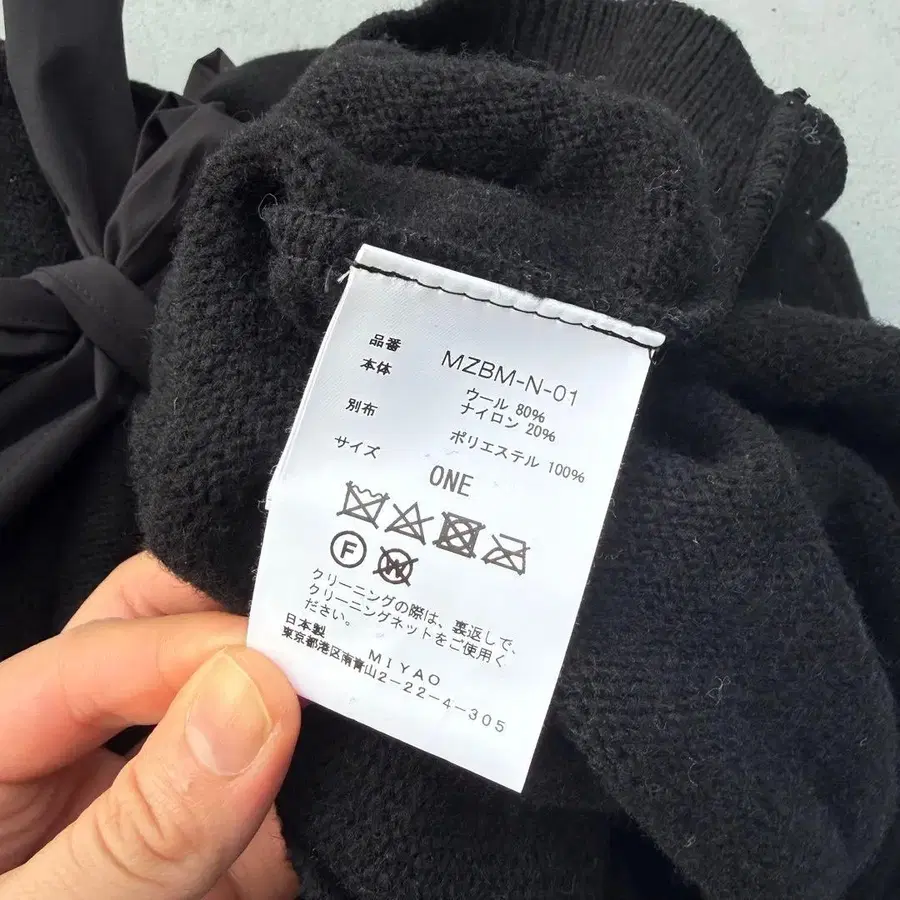 品番 MZBM-N-01
本体 ウール 80%
ナイロン 20%
別布 ポリエステル 100%
サイズ ONE
F
W
クリーニングの際は、裏返しで、
クリーニングネットをご使用く
ださい。
日本製 MIYAO
東京都港区南青山2-22-4-305